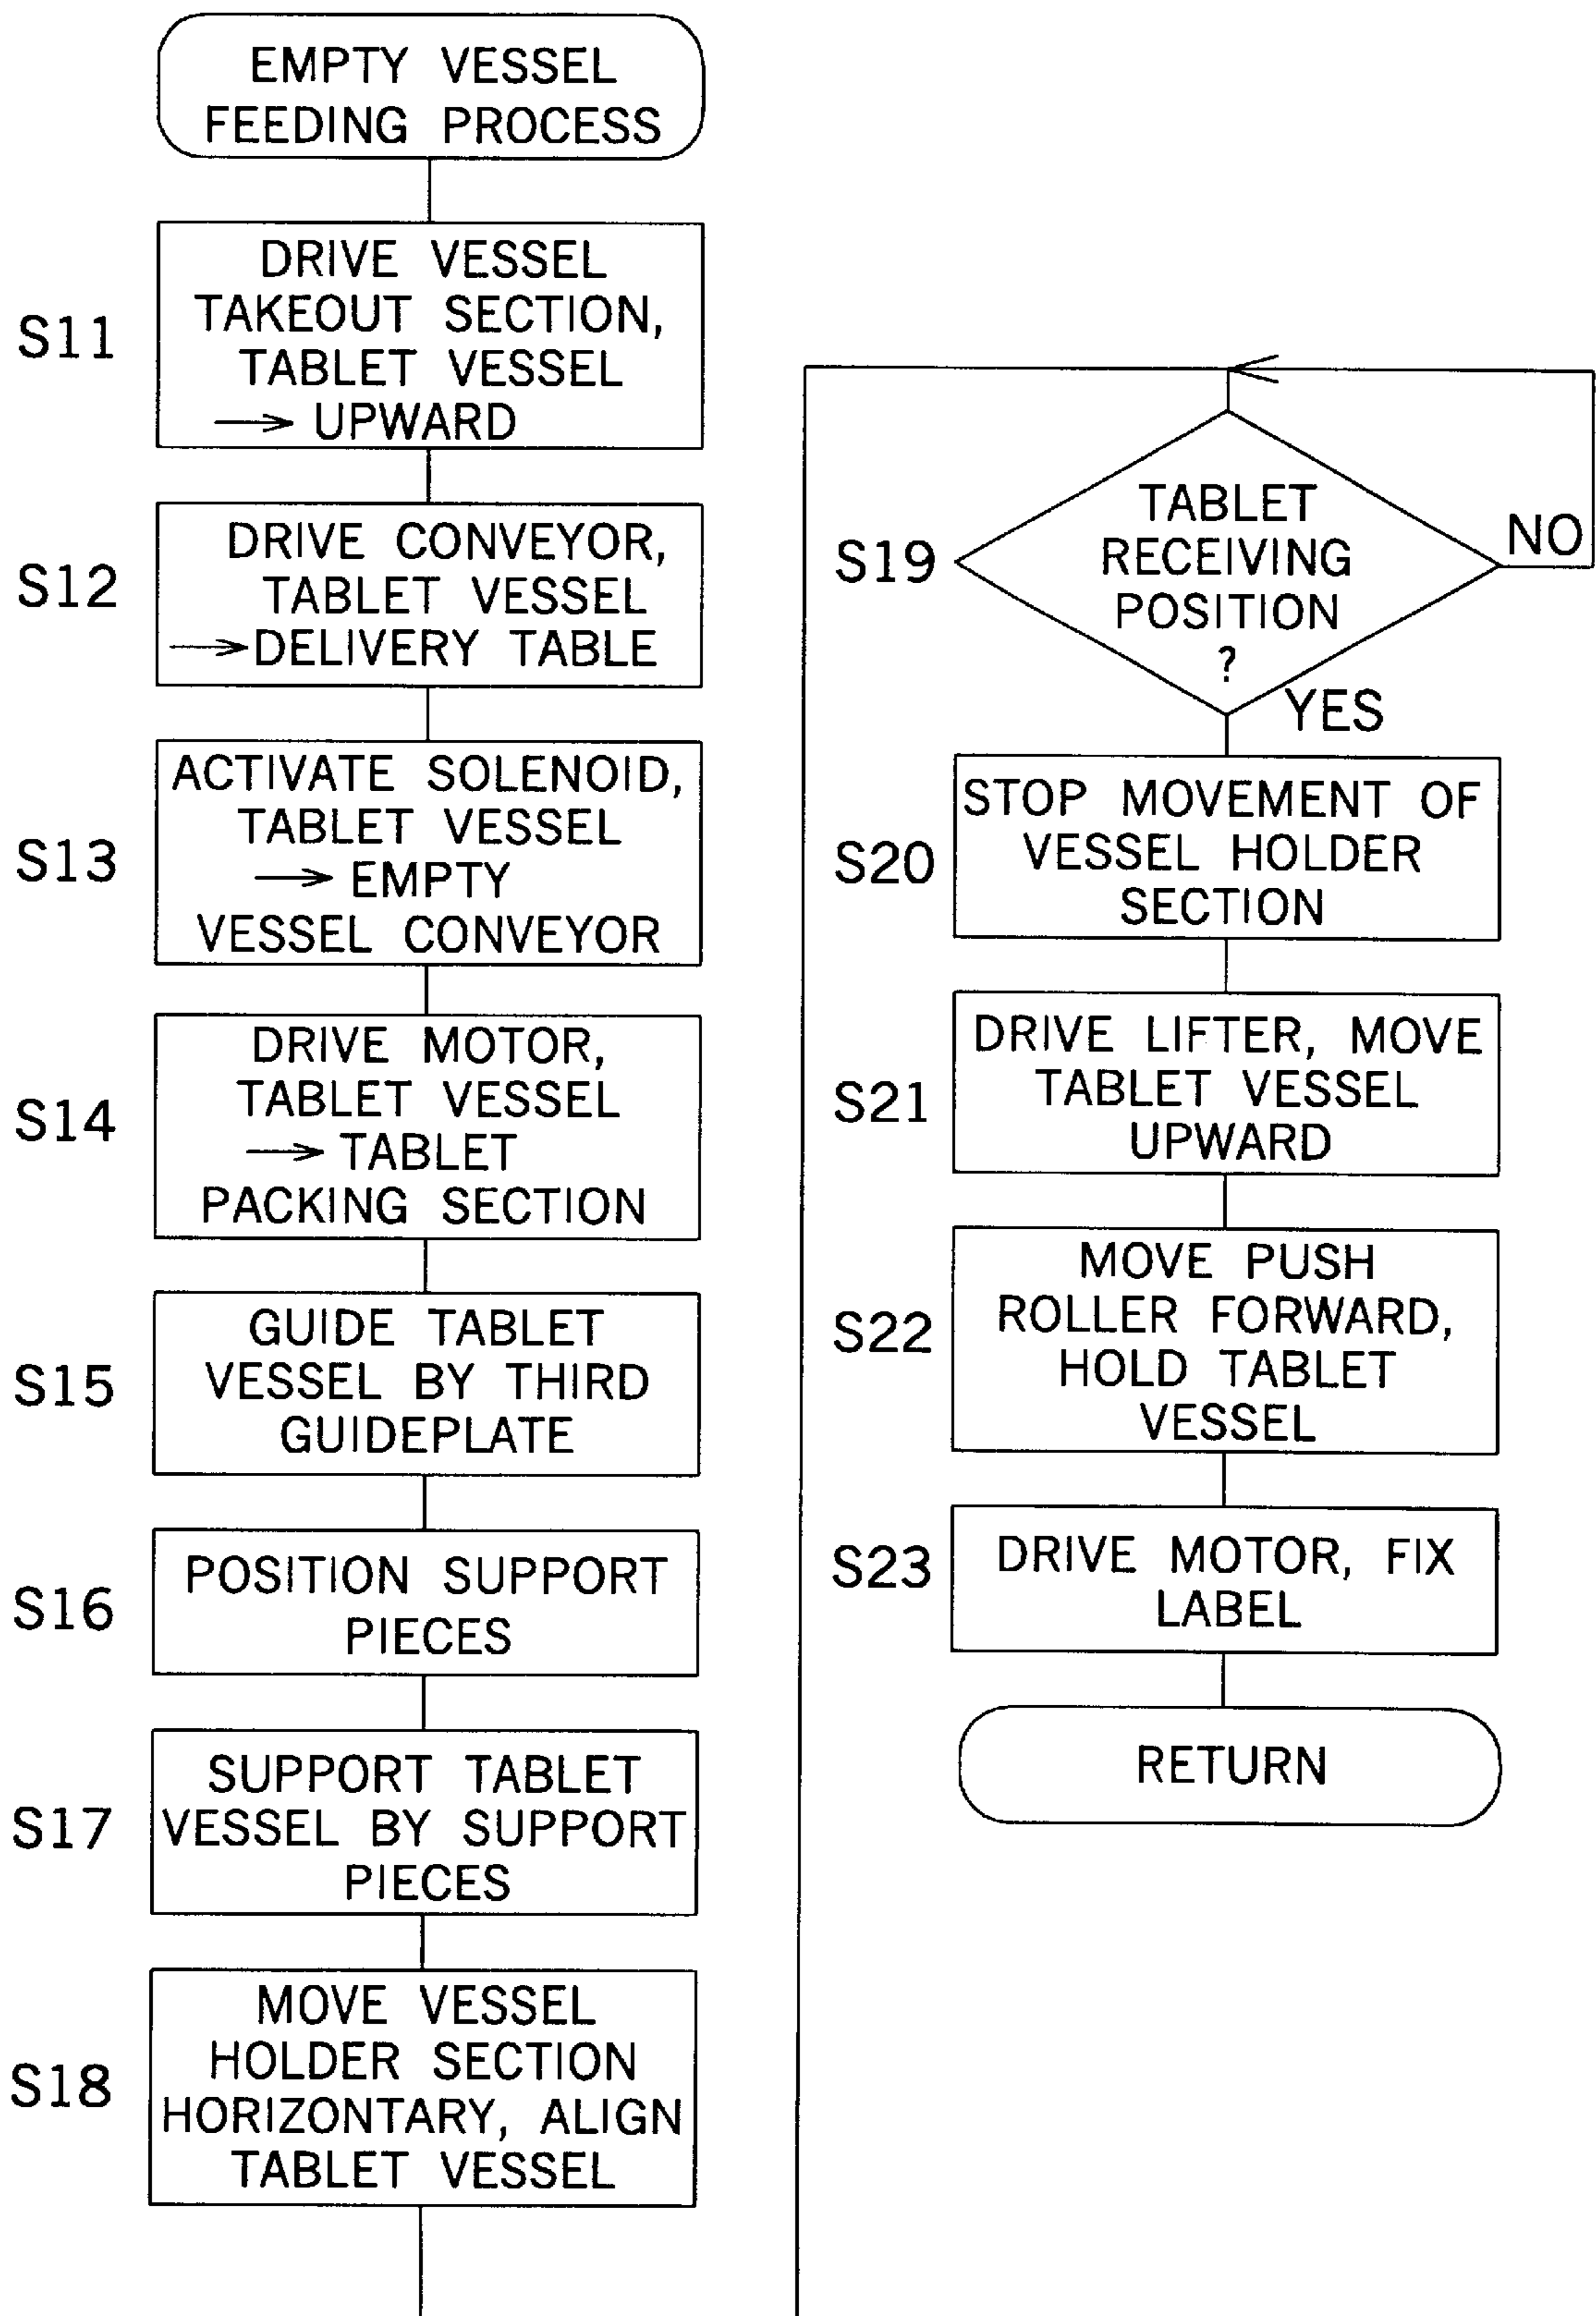 EMPTY VESSEL
FEEDING PROCESS
S11
DRIVE VESSEL
TAKEOUT SECTION,
TABLET VESSEL
→ UPWARD
S12
DRIVE CONVEYOR,
TABLET VESSEL
→ DELIVERY TABLE
S13
ACTIVATE SOLENOID,
TABLET VESSEL
→ EMPTY
VESSEL CONVEYOR
S14
DRIVE MOTOR,
TABLET VESSEL
→ TABLET
PACKING SECTION
S15
GUIDE TABLET
VESSEL BY THIRD
GUIDEPLATE
S16
POSITION SUPPORT
PIECES
S17
SUPPORT TABLET
VESSEL BY SUPPORT
PIECES
S18
MOVE VESSEL
HOLDER SECTION
HORIZONTARY, ALIGN
TABLET VESSEL
S19
TABLET
RECEIVING
POSITION
?
NO
YES
S20
STOP MOVEMENT OF
VESSEL HOLDER
SECTION
S21
DRIVE LIFTER, MOVE
TABLET VESSEL
UPWARD
S22
MOVE PUSH
ROLLER FORWARD,
HOLD TABLET
VESSEL
S23
DRIVE MOTOR, FIX
LABEL
RETURN